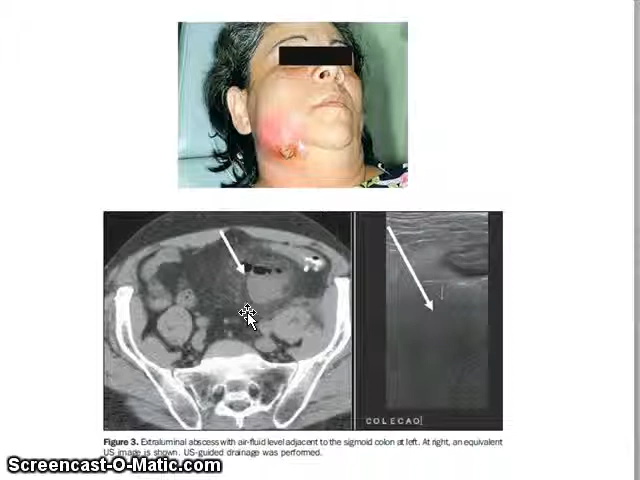 COLECAO
Figure 3. Extraluminal abscess with air-fluid level adjacent to the sigmoid colon at left. At right, an equivalent
US image is shown. US-guided drainage was performed.
Screencast-O-Matic.com